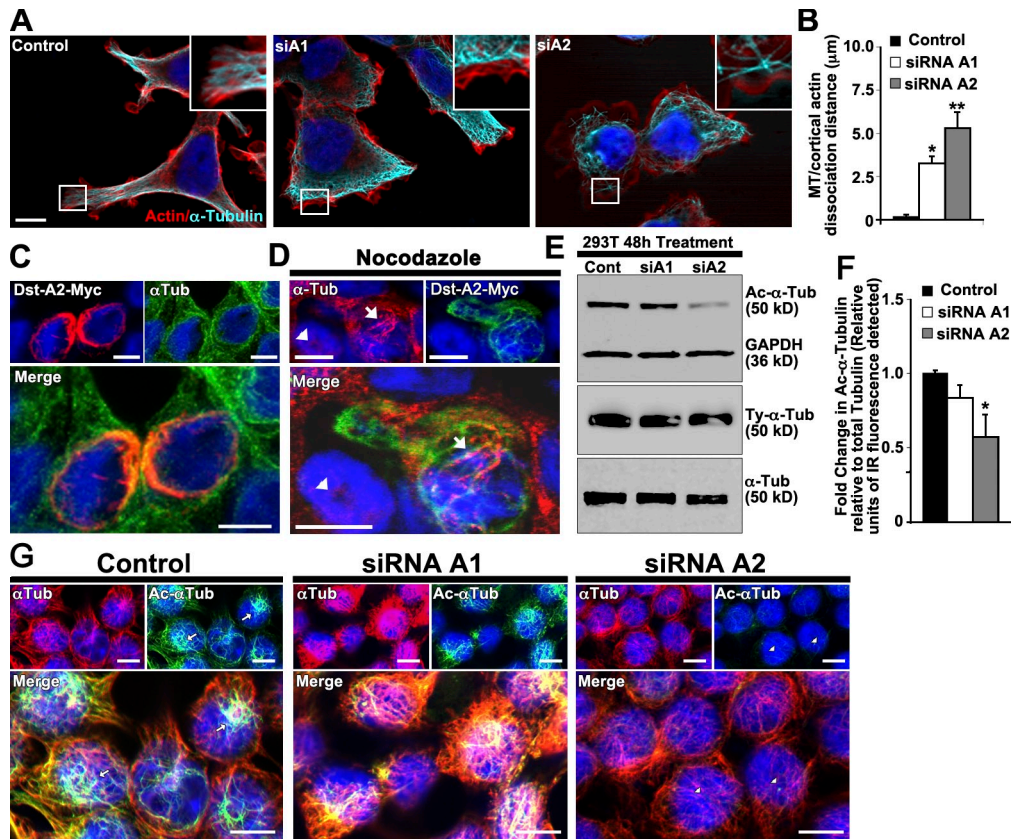 A
Control
siA1
siA2
Actin/α-Tubulin
B
Control
siRNA A1
siRNA A2
MT/cortical actin
dissociation distance (μm)
10.0
7.5
5.0
2.5
0
*
**
C
Dst-A2-Myc
αTub
Merge
D
Nocodazole
α-Tub
Dst-A2-Myc
Merge
E
293T 48h Treatment
Cont siA1 siA2
Ac-α-Tub
(50 kD)
GAPDH
(36 kD)
Ty-α-Tub
(50 kD)
α-Tub
(50 kD)
F
Control
siRNA A1
siRNA A2
Fold Change in Ac-α-Tubulin
relative to total Tubulin (Relative
units of IR fluorescence detected)
1.5
1.0
0.5
0
*
G
Control
siRNA A1
siRNA A2
αTub
Ac-αTub
αTub
Ac-αTub
αTub
Ac-αTub
Merge
Merge
Merge